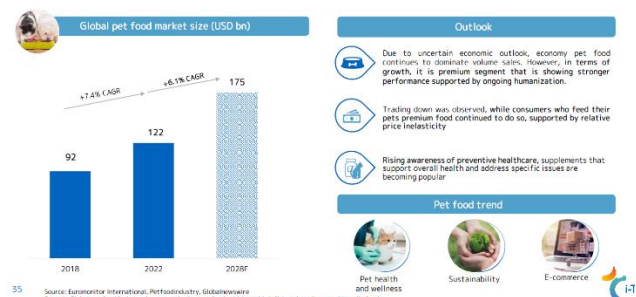 Global pet food market size (USD bn)
+7.4% CAGR
+6.1% CAGR
92
122
175
2018
2022
2028F
35
Source: Euromonitor International, Petfoodindustry, Globalnewswire
Outlook
Due to uncertain economic outlook, economy pet food
continues to dominate volume sales. However, in terms of
growth, it is premium segment that is showing stronger
performance supported by ongoing humanization.
Trading down was observed, while consumers who feed their
pets premium food continued to do so, supported by relative
price inelasticity
Rising awareness of preventive healthcare, supplements that
support overall health and address specific issues are
becoming popular
Pet food trend
Pet health
and wellness
Sustainability
E-commerce
i-T